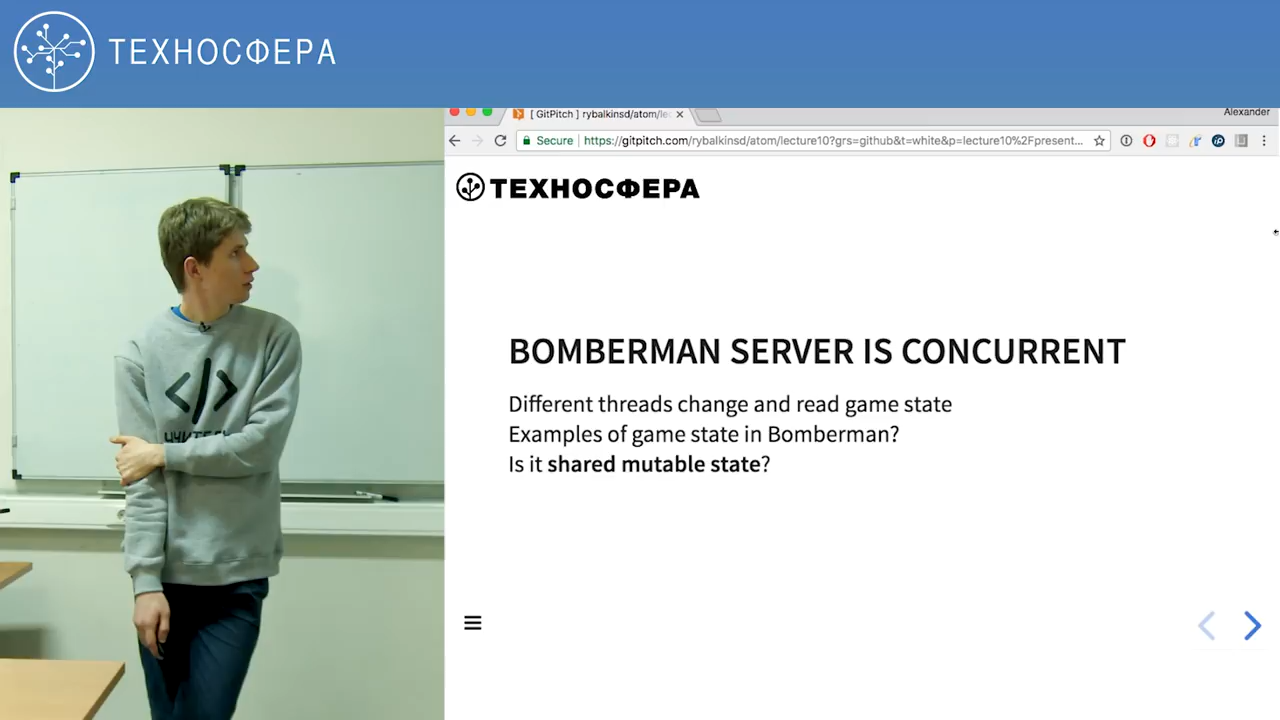 ТЕХНОСФЕРА
[ GitPitch ] rybalkinsd/atom/le
Alexander
Secure
https://gitpitch.com/rybalkinsd/atom/lecture10?grs=github&t=white&p=lecture10%2Fpresent...
ТЕХНОСФЕРА
BOMBERMAN SERVER IS CONCURRENT
Different threads change and read game state
Examples of game state in Bomberman?
Is it shared mutable state?
</>